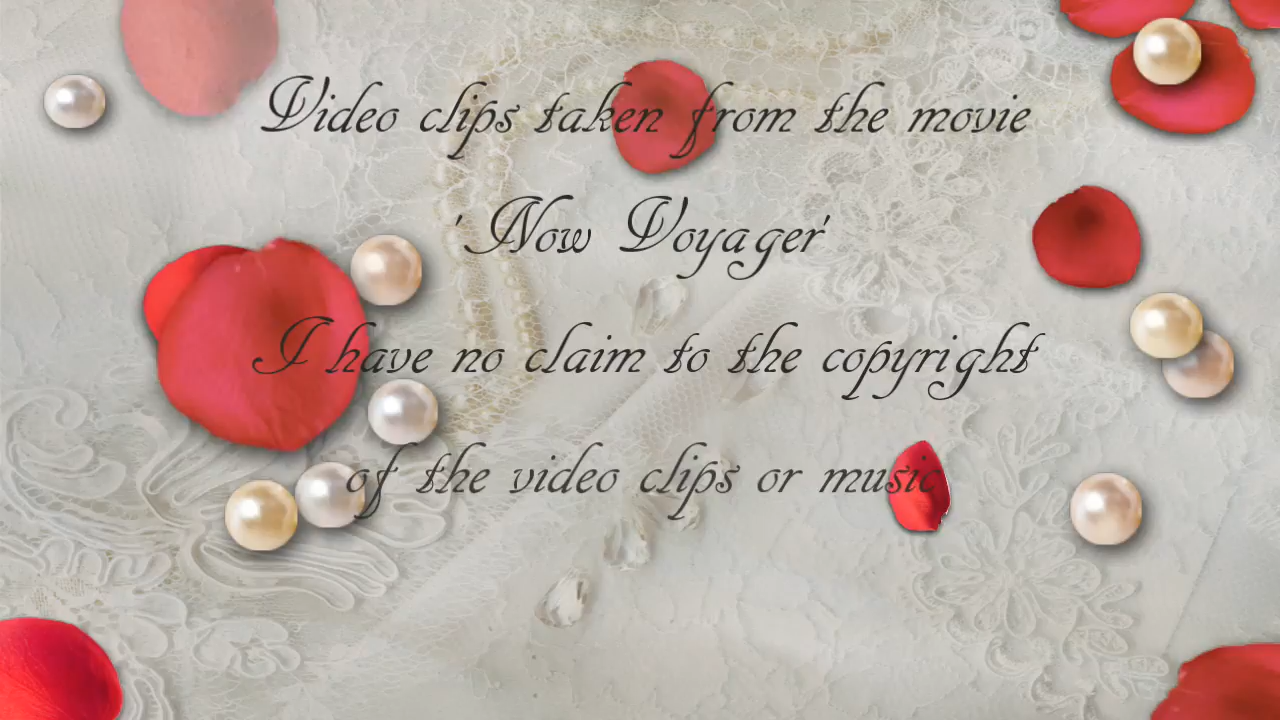 Video clips taken from the movie
'Now Voyager'
I have no claim to the copyright
of the video clips or music